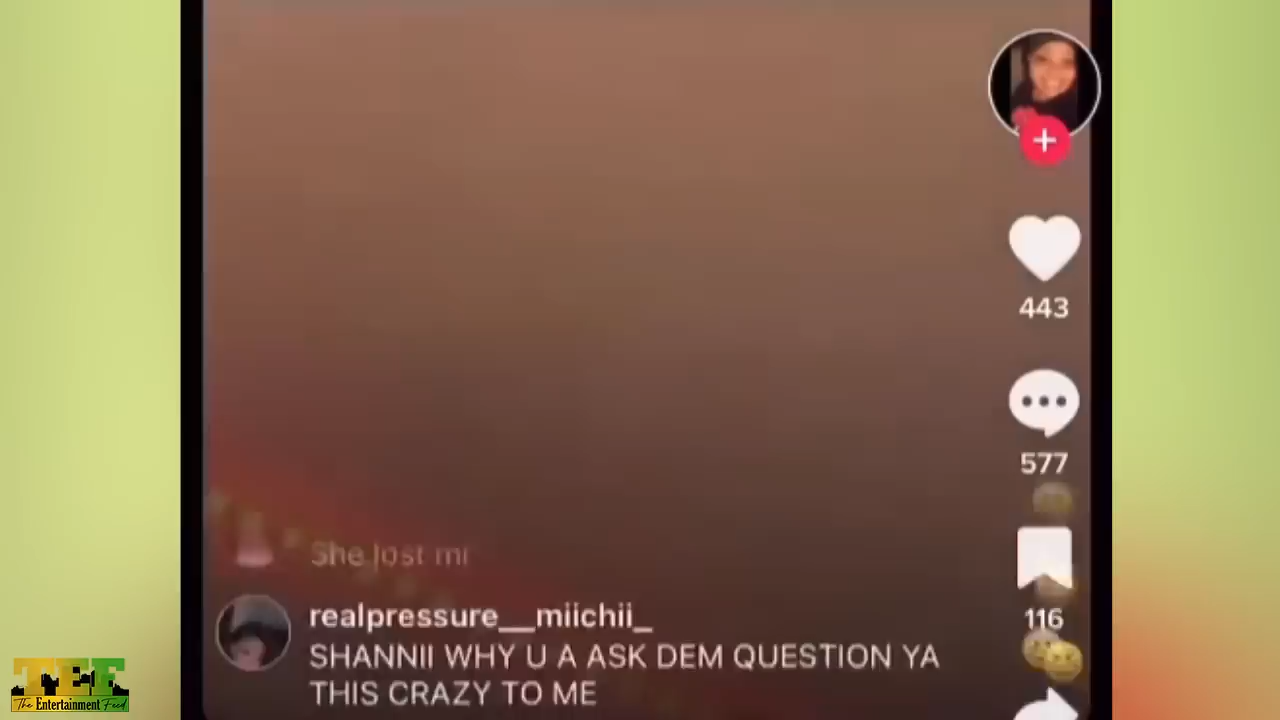 443
577
She lost mi
realpressure__miichii_
SHANNII WHY U A ASK DEM QUESTION YA
THIS CRAZY TO ME
116
TEF
The Entertainment Feed